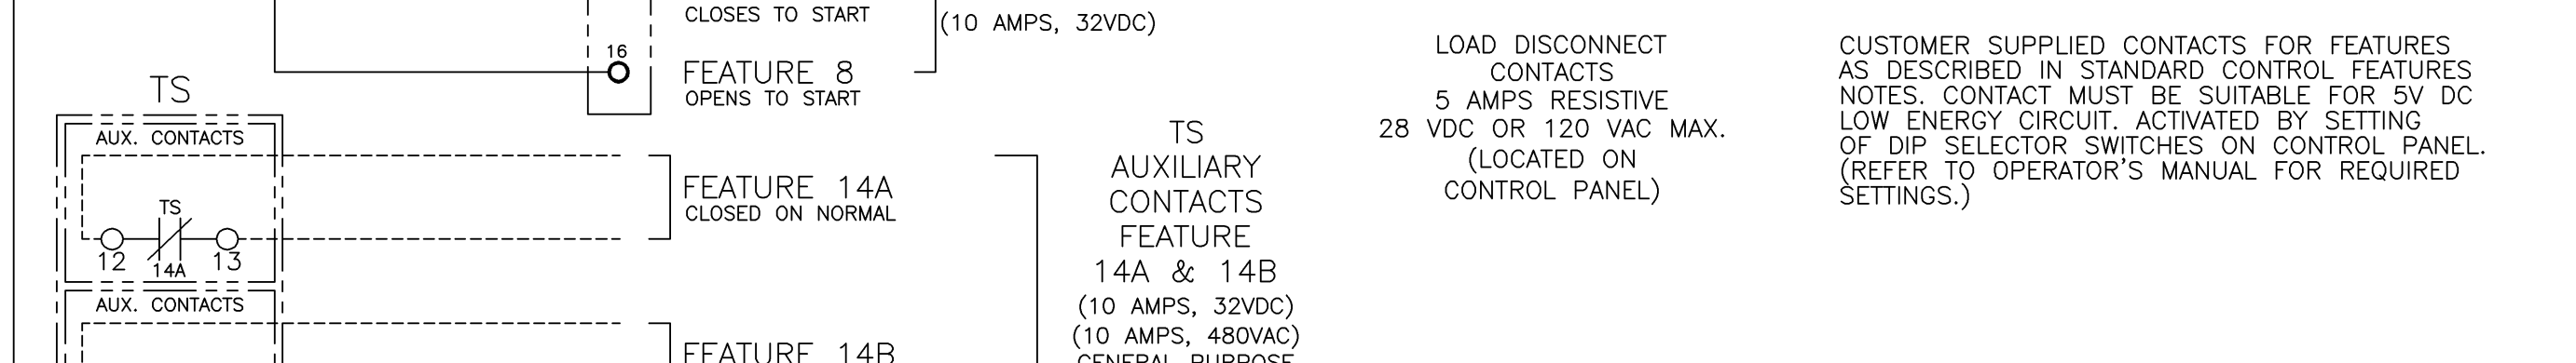 CLOSES TO START
(10 AMPS, 32VDC)
16
FEATURE 8
OPENS TO START
TS
AUX. CONTACTS
FEATURE 14A
CLOSED ON NORMAL
TS
12
14A
13
AUX. CONTACTS
FEATURE 14B
TS
AUXILIARY
CONTACTS
FEATURE
14A & 14B
(10 AMPS, 32VDC)
(10 AMPS, 480VAC)
GENERAL PURPOSE
LOAD DISCONNECT
CONTACTS
5 AMPS RESISTIVE
28 VDC OR 120 VAC MAX.
(LOCATED ON
CONTROL PANEL)
CUSTOMER SUPPLIED CONTACTS FOR FEATURES
AS DESCRIBED IN STANDARD CONTROL FEATURES
NOTES. CONTACT MUST BE SUITABLE FOR 5V DC
LOW ENERGY CIRCUIT. ACTIVATED BY SETTING
OF DIP SELECTOR SWITCHES ON CONTROL PANEL.
(REFER TO OPERATOR'S MANUAL FOR REQUIRED
SETTINGS.)